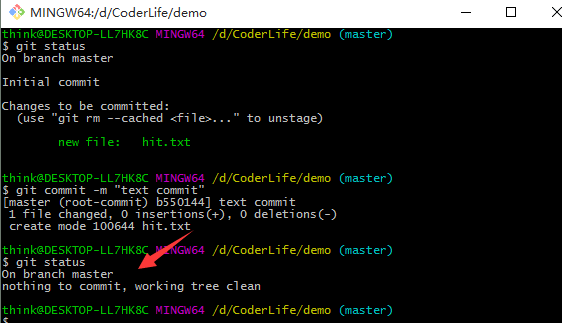 MINGW64:/d/CoderLife/demo
think@DESKTOP-LL7HK8C MINGW64 /d/CoderLife/demo (master)
$ git status
On branch master
Initial commit
Changes to be committed:
(use "git rm --cached <file>..." to unstage)
new file:   hit.txt
think@DESKTOP-LL7HK8C MINGW64 /d/CoderLife/demo (master)
$ git commit -m "text commit"
[master (root-commit) b550144] text commit
1 file changed, 0 insertions(+), 0 deletions(-)
create mode 100644 hit.txt
think@DESKTOP-LL7HK8C MINGW64 /d/CoderLife/demo (master)
$ git status
On branch master
nothing to commit, working tree clean
think@DESKTOP-LL7HK8C MINGW64 /d/CoderLife/demo (master)
$